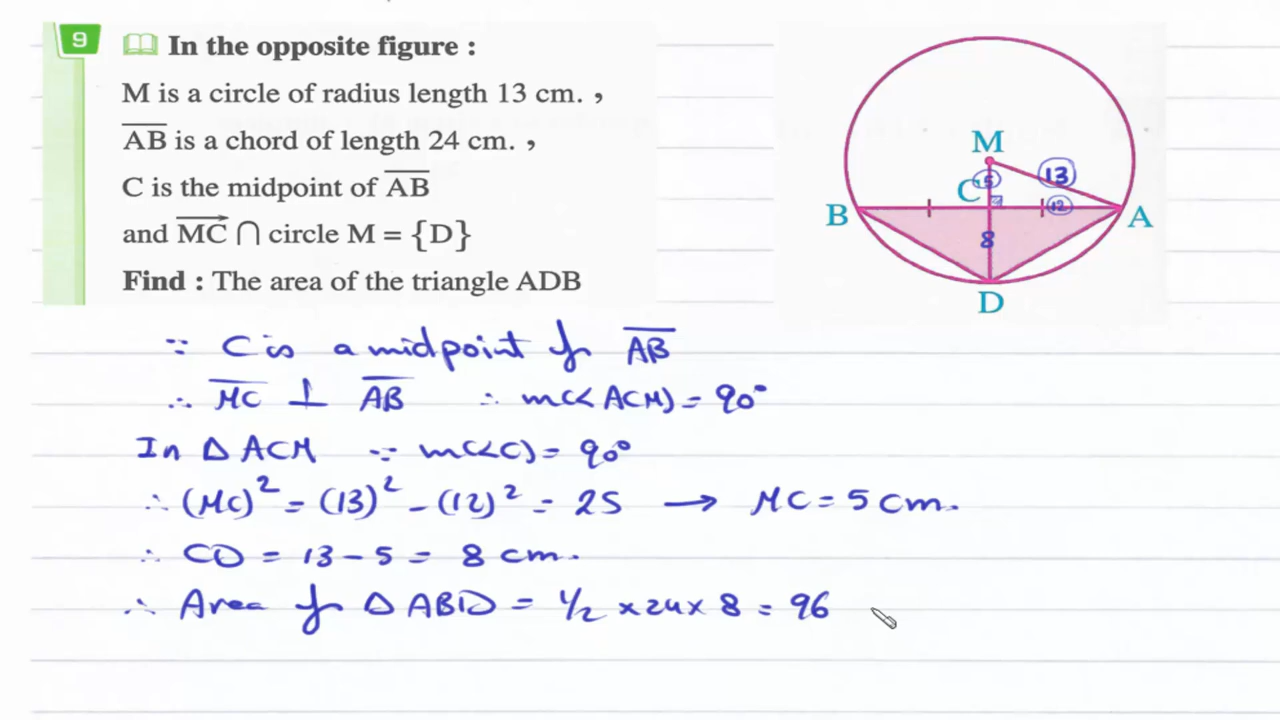 9
In the opposite figure :
M is a circle of radius length 13 cm. ,
AB is a chord of length 24 cm. ,
C is the midpoint of AB
and MC ∩ circle M = {D}
Find : The area of the triangle ADB
M
C
5
13
12
B
A
8
D
∵ C is a midpoint of AB
∴ MC ⊥ AB ∴ m(<ACM) = 90°
In Δ ACM ∵ m(<C) = 90°
∴ (MC)² = (13)² - (12)² = 25 → MC = 5 cm.
∴ CD = 13 - 5 = 8 cm.
∴ Area of Δ ABD = 1/2 × 24 × 8 = 96